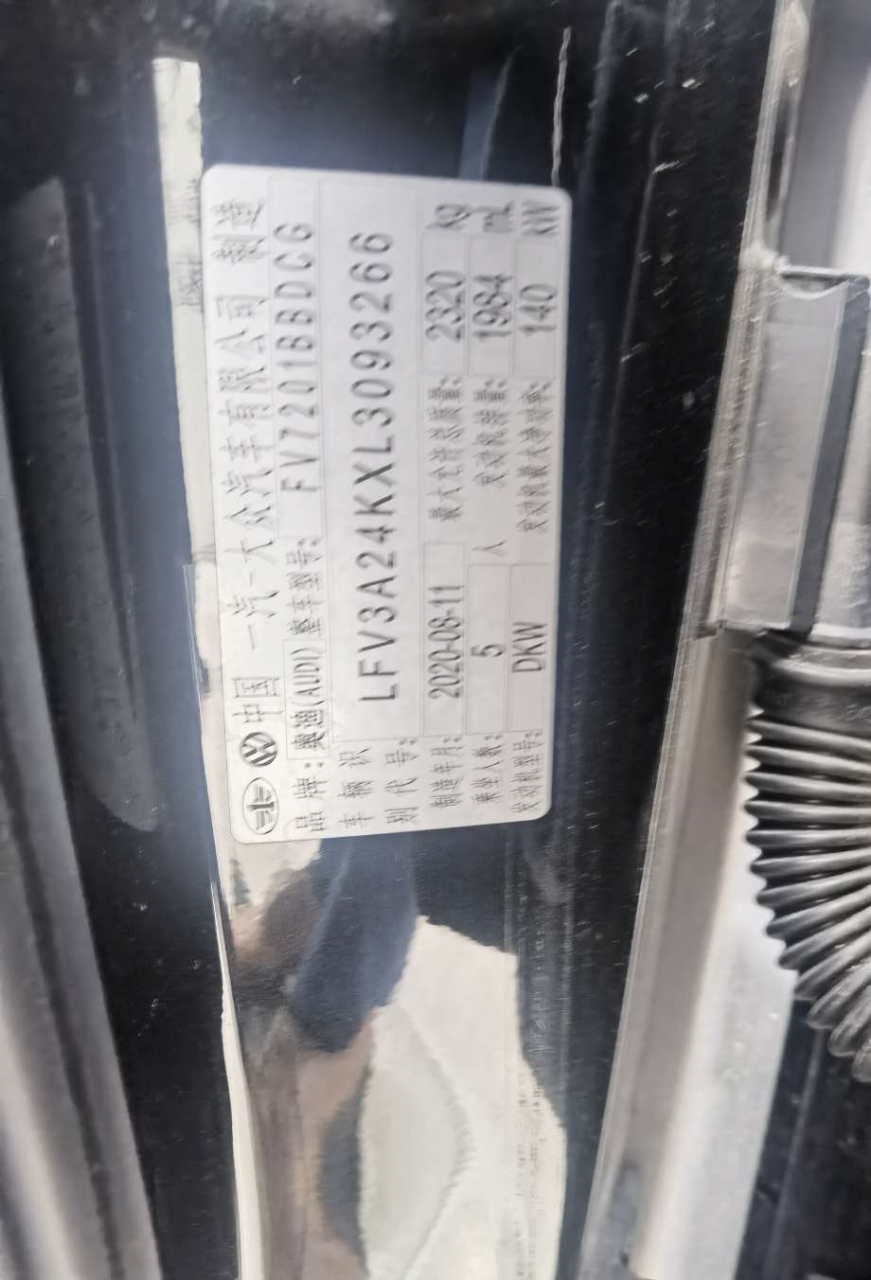 中国 一汽-大众汽车有限公司 制造
品牌:奥迪(AUDI) 整车型号: FV7201BBDCG
车辆识别代号: LFV3A24KXL3093266
制造年月: 2020-08-11 最大允许总质量: 2320 kg
乘坐人数: 5 人 发动机排量: 1984 mL
发动机型号: DKW 发动机最大净功率: 140 kW